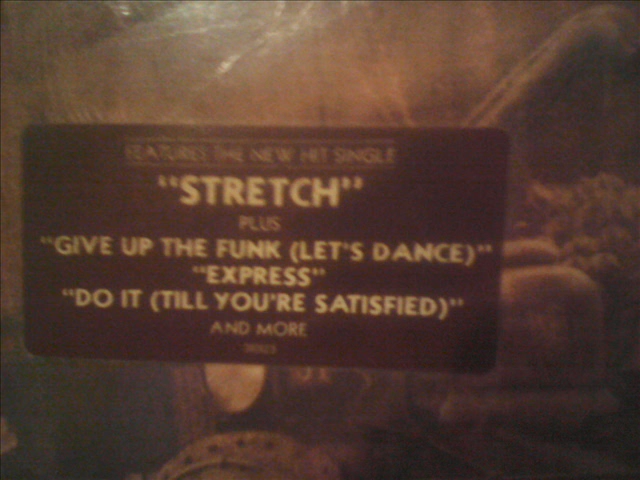 FEATURES THE NEW HIT SINGLE
"STRETCH"
PLUS
"GIVE UP THE FUNK (LET'S DANCE)"
"EXPRESS"
"DO IT (TILL YOU'RE SATISFIED)"
AND MORE